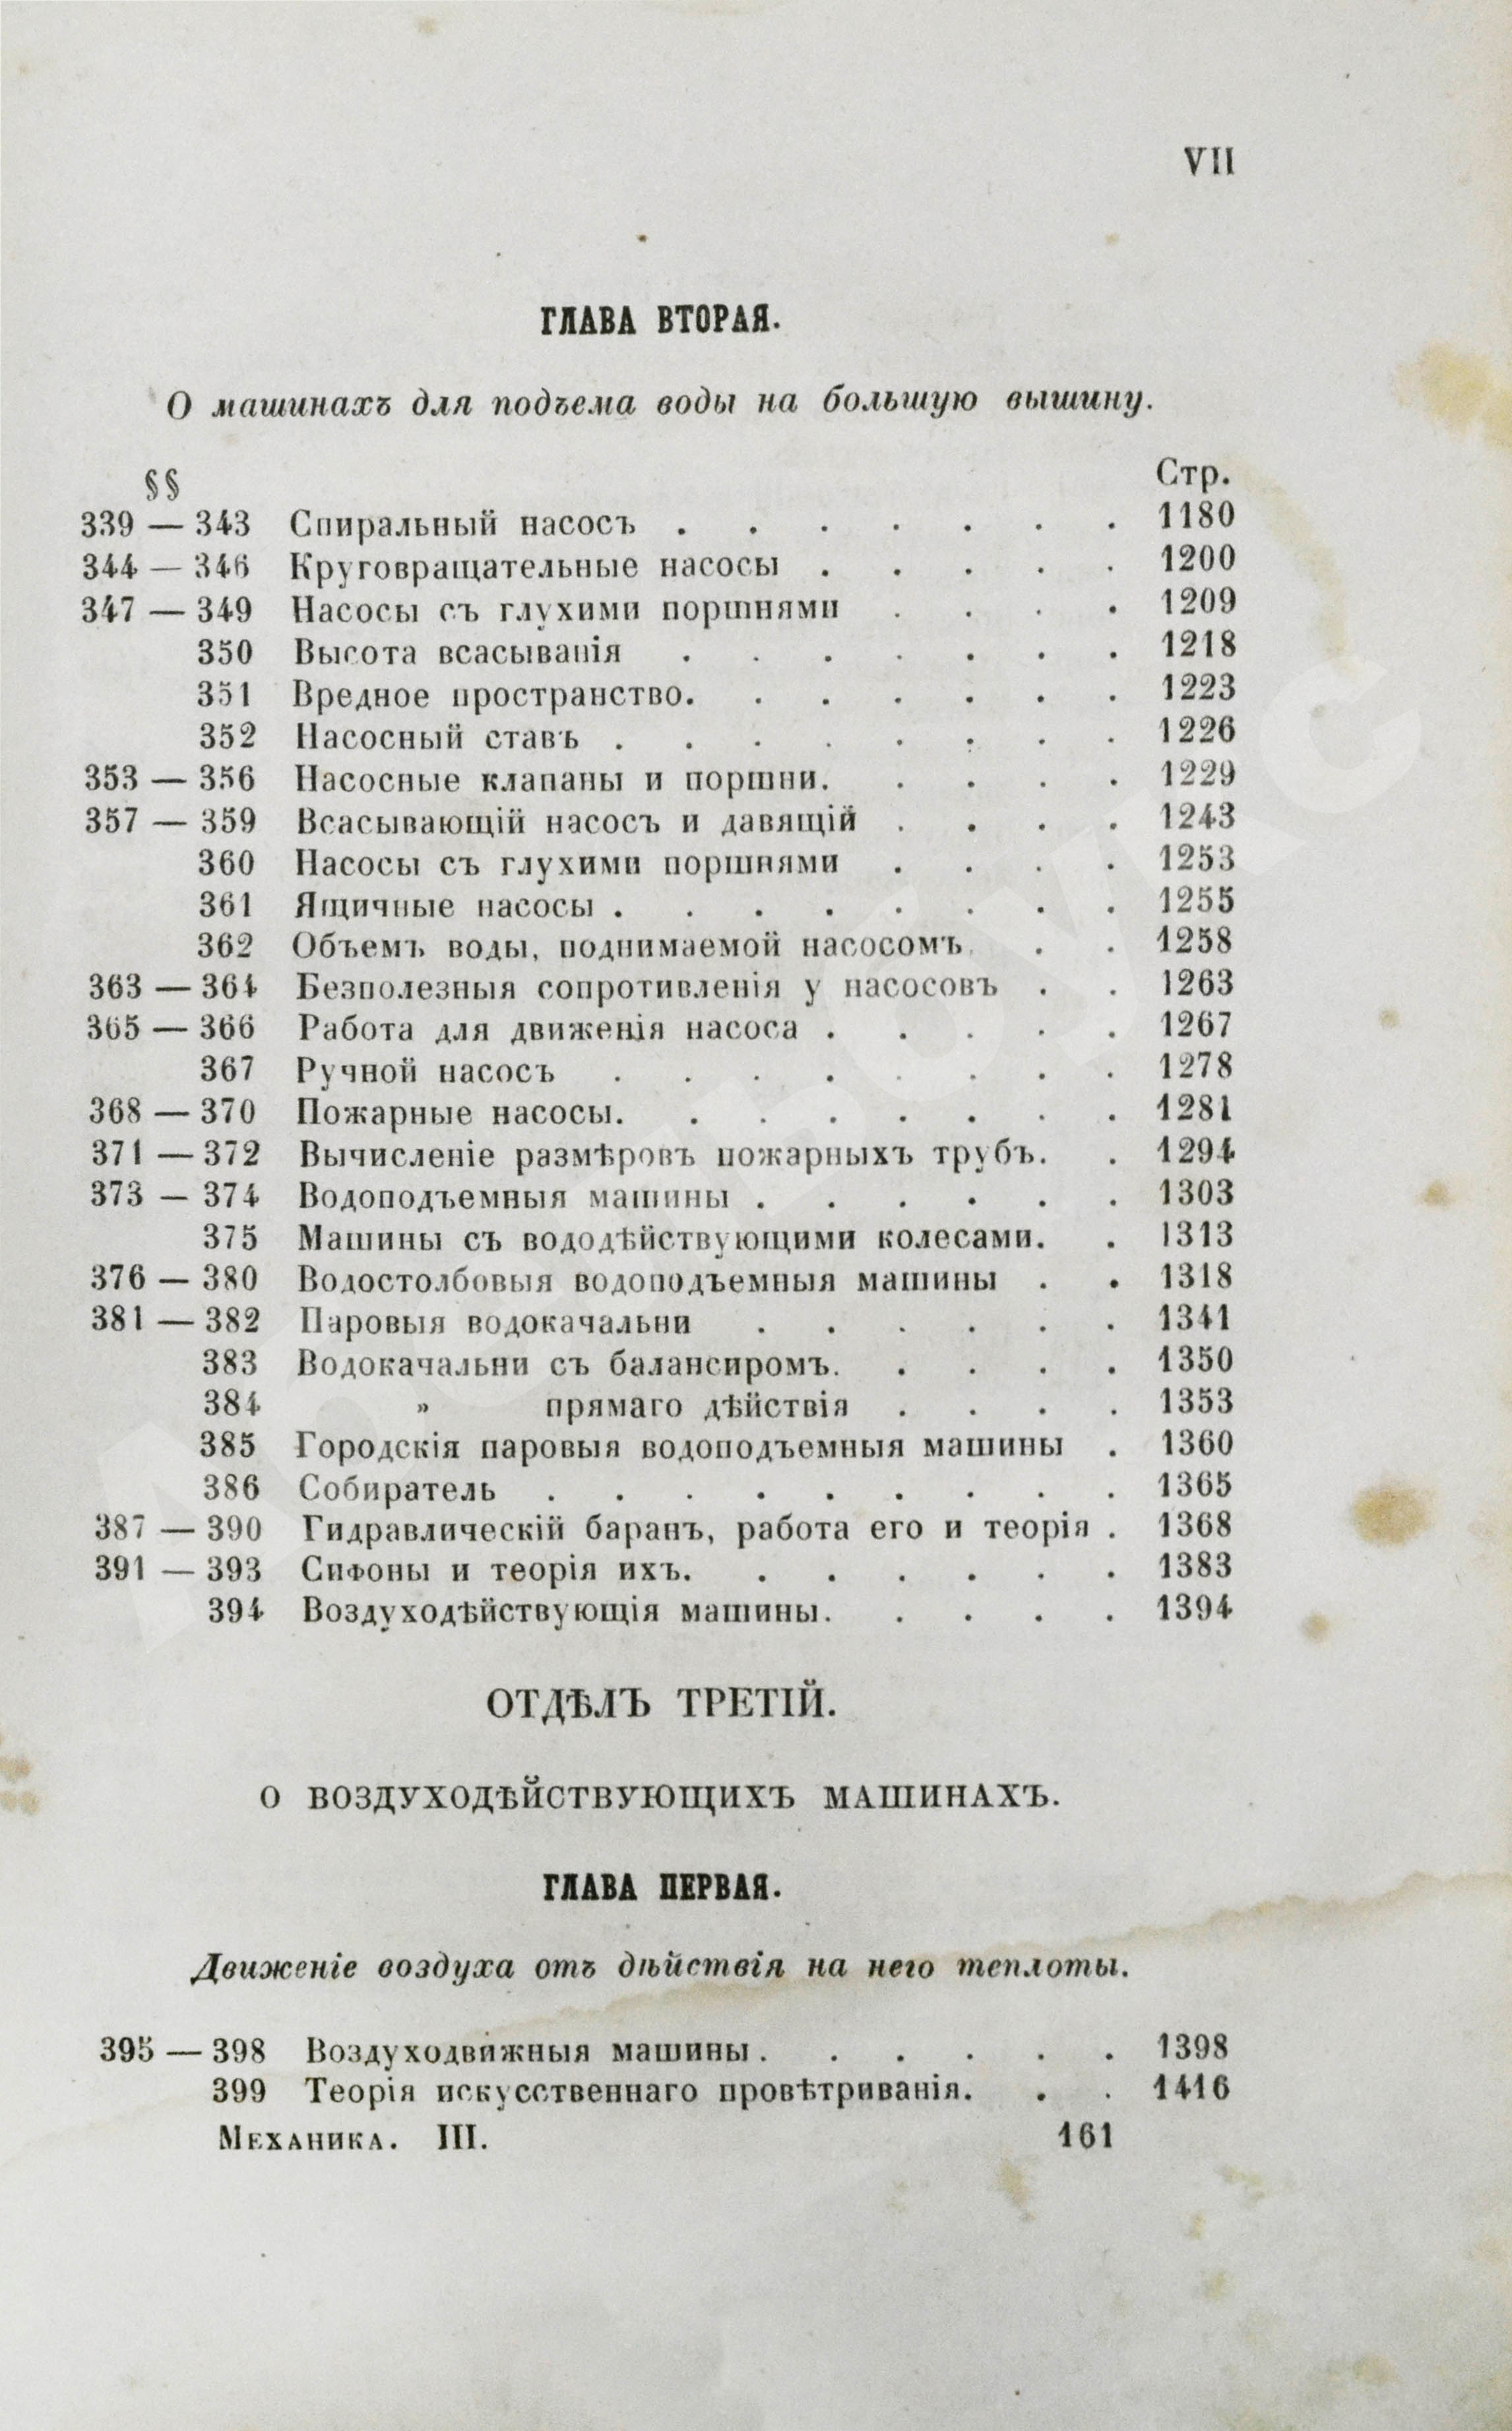 VII
ГЛАВА ВТОРАЯ.
О машинахъ для подъема воды на большую вышину.
§§ Стр.
339 — 343 Спиральный насосъ . . . . . . . 1180
344 — 346 Круговращательные насосы . . . . . 1200
347 — 349 Насосы съ глухими поршнями . . . . 1209
350 Высота всасыванія . . . . . . . 1218
351 Вредное пространство. . . . . . . 1223
352 Насосный ставъ . . . . . . . . 1226
353 — 356 Насосные клапаны и поршни. . . . . 1229
357 — 359 Всасывающій насосъ и давящій . . . . 1243
360 Насосы съ глухими поршнями . . . . 1253
361 Ящичные насосы . . . . . . . . 1255
362 Объемъ воды, поднимаемой насосомъ . . 1258
363 — 364 Безполезныя сопротивленія у насосовъ . . 1263
365 — 366 Работа для движенія насоса . . . . . 1267
367 Ручной насосъ . . . . . . . . 1278
368 — 370 Пожарные насосы. . . . . . . . 1281
371 — 372 Вычисленіе размѣровъ пожарныхъ трубъ. . 1294
373 — 374 Водоподъемныя машины . . . . . . 1303
375 Машины съ вододѣйствующими колесами. . 1313
376 — 380 Водостолбовыя водоподъемныя машины . . 1318
381 — 382 Паровыя водокачальни . . . . . . 1341
383 Водокачальни съ балансиромъ. . . . . 1350
384 » прямаго дѣйствія . . . . 1353
385 Городскія паровыя водоподъемныя машины . 1360
386 Собиратель . . . . . . . . . 1365
387 — 390 Гидравлическій баранъ, работа его и теорія . 1368
391 — 393 Сифоны и теорія ихъ. . . . . . . 1383
394 Воздуходѣйствующія машины. . . . . 1394
ОТДѢЛЪ ТРЕТІЙ.
О ВОЗДУХОДѢЙСТВУЮЩИХЪ МАШИНАХЪ.
ГЛАВА ПЕРВАЯ.
Движеніе воздуха отъ дѣйствія на него теплоты.
395 — 398 Воздуходвижныя машины . . . . . . 1398
399 Теорія искусственнаго провѣтриванія. . . 1416
Механика. III. 161